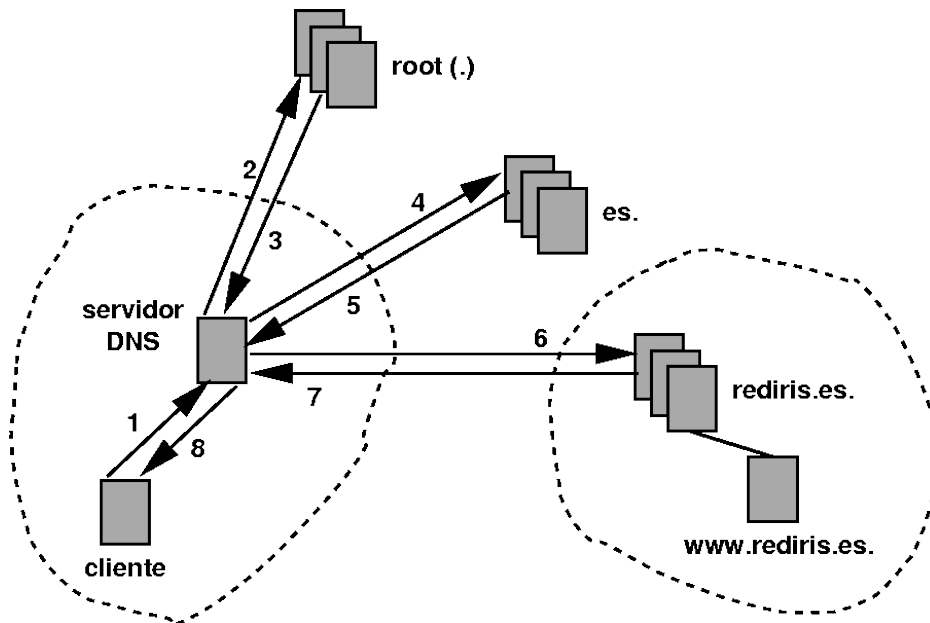 root (.)
2
4
es.
3
servidor
DNS
5
6
rediris.es.
7
1
8
www.rediris.es.
cliente